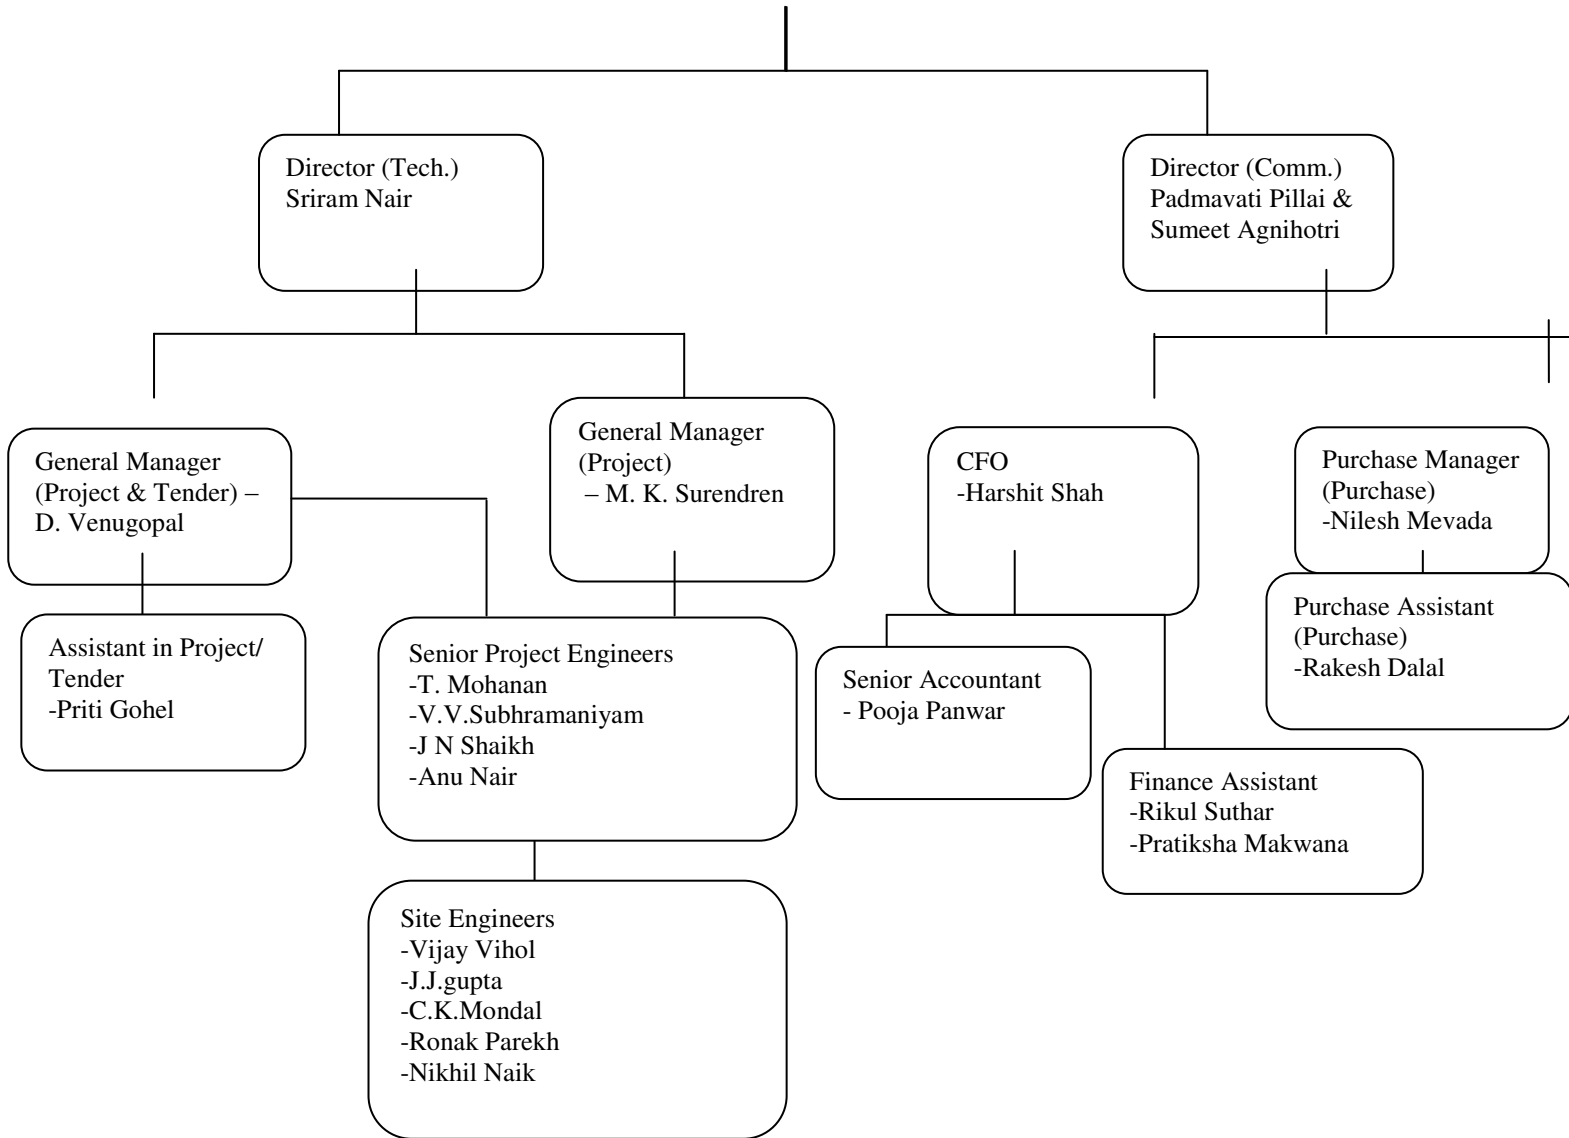 Director (Tech.)
Sriram Nair
Director (Comm.)
Padmavati Pillai &
Sumeet Agnihotri
General Manager
(Project & Tender) –
D. Venugopal
General Manager
(Project)
– M. K. Surendren
CFO
-Harshit Shah
Purchase Manager
(Purchase)
-Nilesh Mevada
Assistant in Project/
Tender
-Priti Gohel
Senior Project Engineers
-T. Mohanan
-V.V.Subhramaniyam
-J N Shaikh
-Anu Nair
Senior Accountant
- Pooja Panwar
Purchase Assistant
(Purchase)
-Rakesh Dalal
Finance Assistant
-Rikul Suthar
-Pratiksha Makwana
Site Engineers
-Vijay Vihol
-J.J.gupta
-C.K.Mondal
-Ronak Parekh
-Nikhil Naik